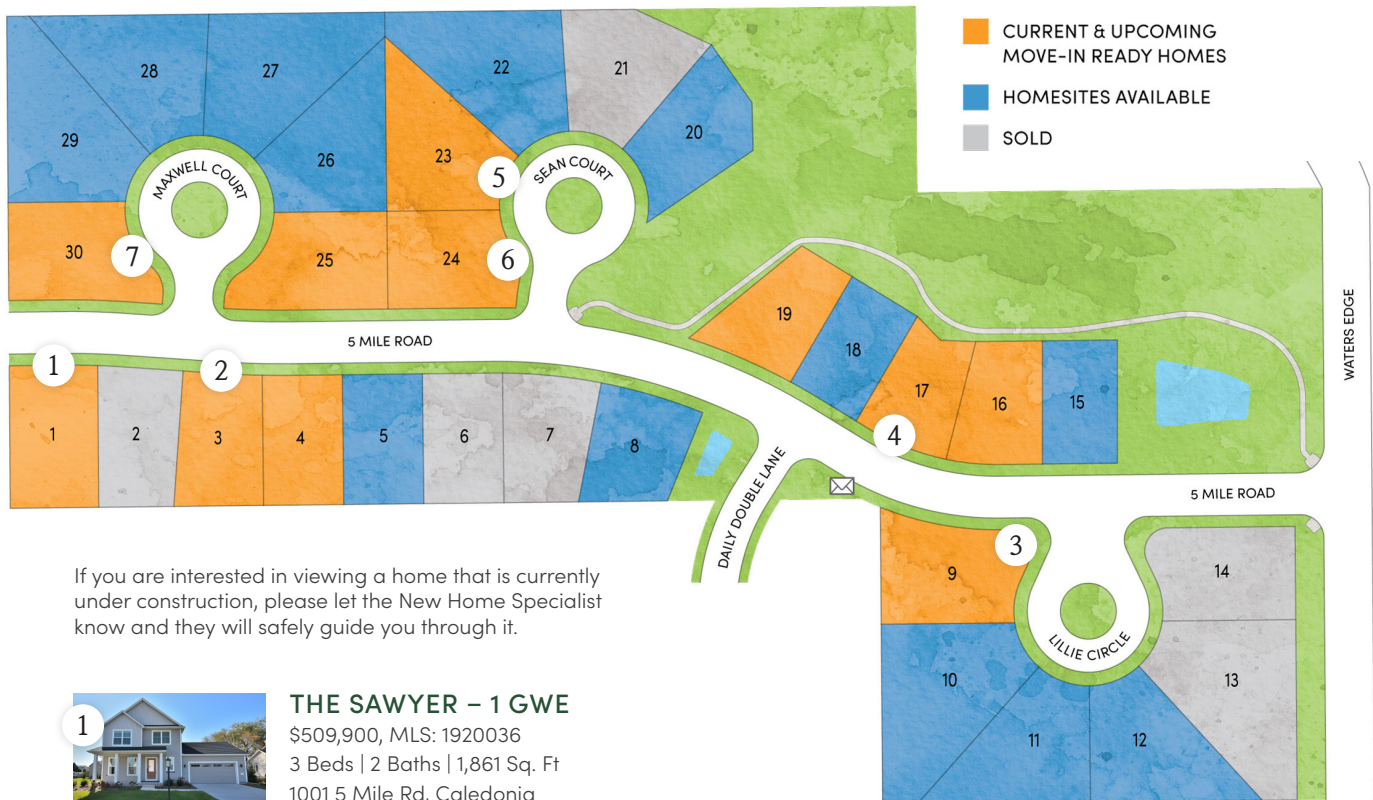 CURRENT & UPCOMING
MOVE-IN READY HOMES
HOMESITES AVAILABLE
SOLD
28
27
22
21
20
29
26
23
5
SEAN COURT
MAXWELL COURT
30
7
25
24
6
19
18
17
16
15
WATERS EDGE
5 MILE ROAD
1
2
1
2
3
4
5
6
7
8
4
DAILY DOUBLE LANE
5 MILE ROAD
3
9
14
LILLIE CIRCLE
10
13
11
12
If you are interested in viewing a home that is currently
under construction, please let the New Home Specialist
know and they will safely guide you through it.
1
THE SAWYER – 1 GWE
$509,900, MLS: 1920036
3 Beds | 2 Baths | 1,861 Sq. Ft
1001 5 Mile Rd, Caledonia